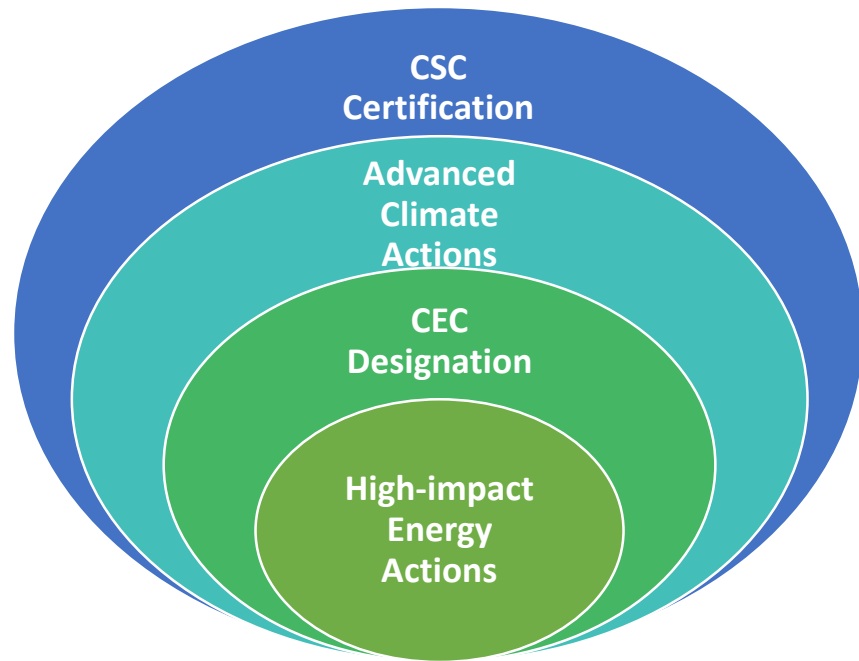 CSC
Certification
Advanced
Climate
Actions
CEC
Designation
High-impact
Energy
Actions